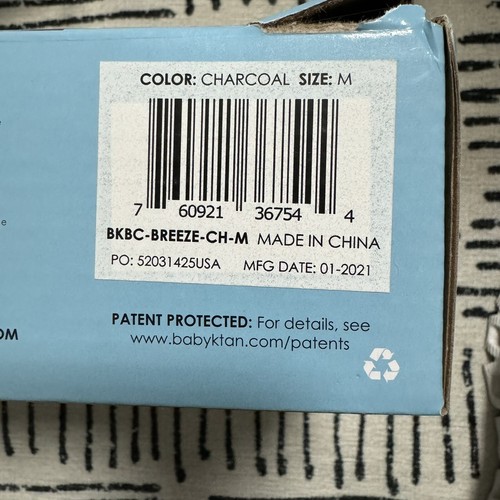 COLOR: CHARCOAL SIZE: M
7 60921 36754 4
BKBC-BREEZE-CH-M MADE IN CHINA
PO: 52031425USA MFG DATE: 01-2021
PATENT PROTECTED: For details, see
www.babyktan.com/patents